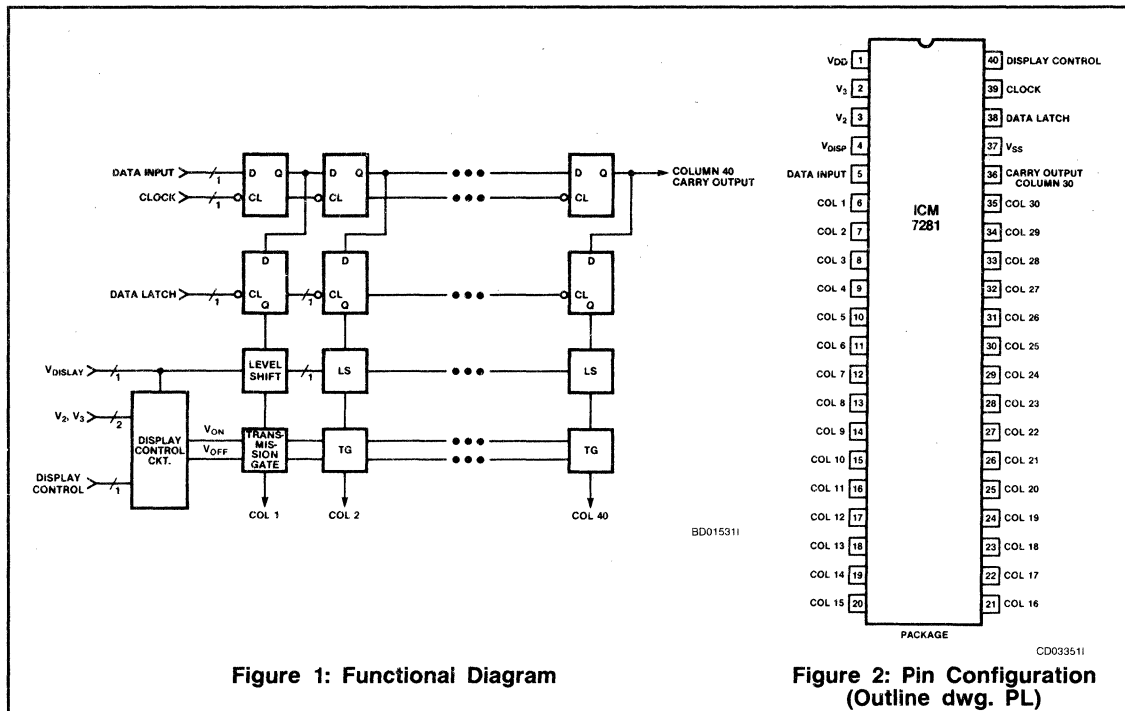 DATA INPUT
1
D Q
D Q
D Q
COLUMN 40
CARRY OUTPUT
CLOCK
1
CL
CL
CL
D
D
D
DATA LATCH
1
CL
Q
1
CL
Q
CL
Q
VDISLAY
1
LEVEL
SHIFT
1
LS
LS
V2, V3
2
DISPLAY
CONTROL
CKT.
VON
VOFF
TRANS-
MIS-
SION
GATE
TG
TG
DISPLAY
CONTROL
1
COL 1
COL 2
COL 40
BD01531I
Figure 1: Functional Diagram
VDD 1
V3 2
V2 3
VDISP 4
DATA INPUT 5
COL 1 6
COL 2 7
COL 3 8
COL 4 9
COL 5 10
COL 6 11
COL 7 12
COL 8 13
COL 9 14
COL 10 15
COL 11 16
COL 12 17
COL 13 18
COL 14 19
COL 15 20
ICM
7281
40 DISPLAY CONTROL
39 CLOCK
38 DATA LATCH
37 VSS
36 CARRY OUTPUT
COLUMN 30
35 COL 30
34 COL 29
33 COL 28
32 COL 27
31 COL 26
30 COL 25
29 COL 24
28 COL 23
27 COL 22
26 COL 21
25 COL 20
24 COL 19
23 COL 18
22 COL 17
21 COL 16
PACKAGE
CD03351I
Figure 2: Pin Configuration
(Outline dwg. PL)